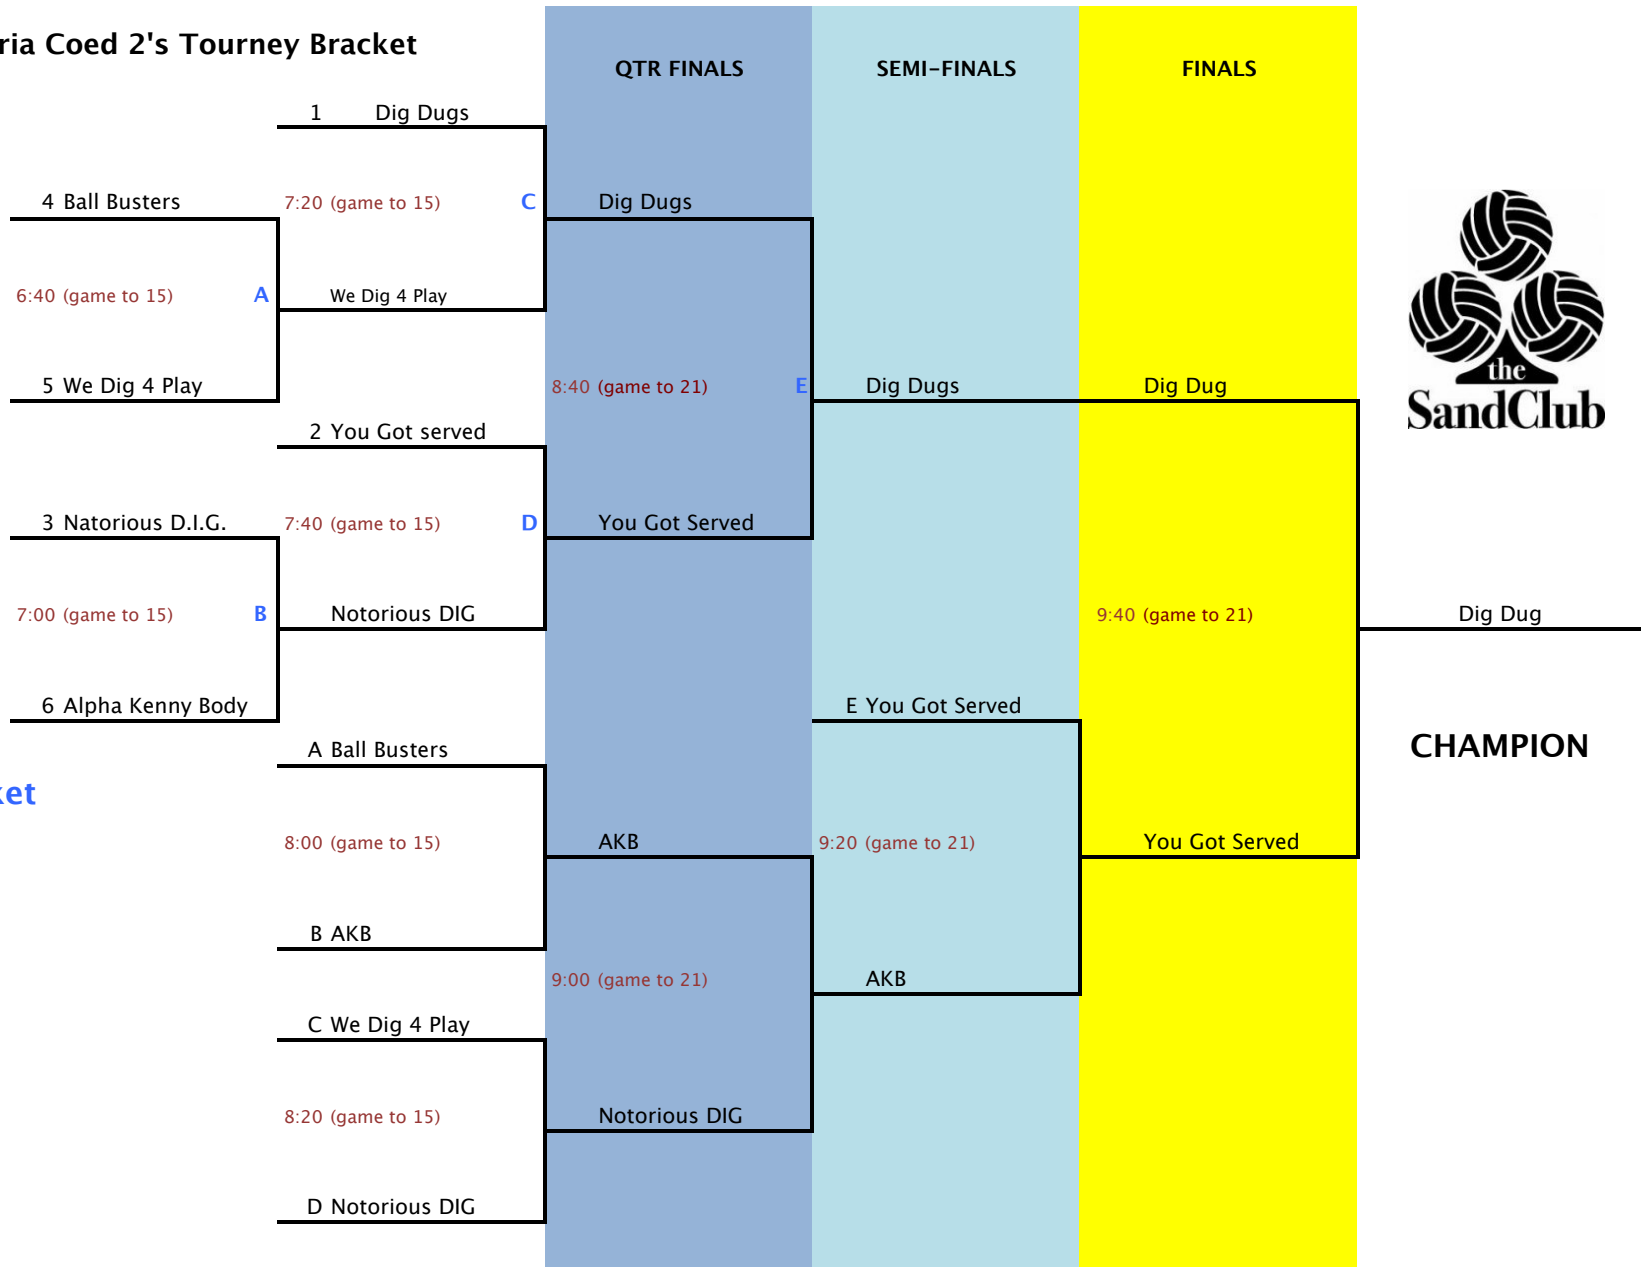 ria Coed 2's Tourney Bracket
QTR FINALS
SEMI-FINALS
FINALS
1 Dig Dugs
4 Ball Busters
7:20 (game to 15) C
Dig Dugs
6:40 (game to 15) A
We Dig 4 Play
5 We Dig 4 Play
8:40 (game to 21) E
Dig Dugs
Dig Dug
the
SandClub
2 You Got served
3 Natorious D.I.G.
7:40 (game to 15) D
You Got Served
7:00 (game to 15) B
Notorious DIG
9:40 (game to 21)
Dig Dug
6 Alpha Kenny Body
E You Got Served
A Ball Busters
CHAMPION
ket
8:00 (game to 15)
AKB
9:20 (game to 21)
You Got Served
B AKB
9:00 (game to 21)
AKB
C We Dig 4 Play
8:20 (game to 15)
Notorious DIG
D Notorious DIG